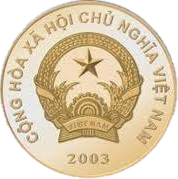 CỘNG HÒA XÃ HỘI CHỦ NGHĨA VIỆT NAM
VIỆT NAM
2003